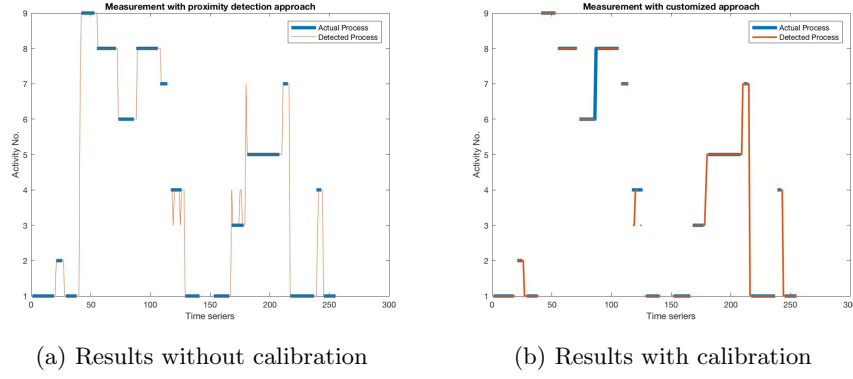 Measurement with proximity detection approach
Actual Process
Detected Process
9
8
7
6
5
4
3
2
1
Activity No.
0 50 100 150 200 250 300
Time seriers
(a) Results without calibration
Measurement with customized approach
Actual Process
Detected Process
9
8
7
6
5
4
3
2
1
Activity No.
0 50 100 150 200 250 300
Time seriers
(b) Results with calibration